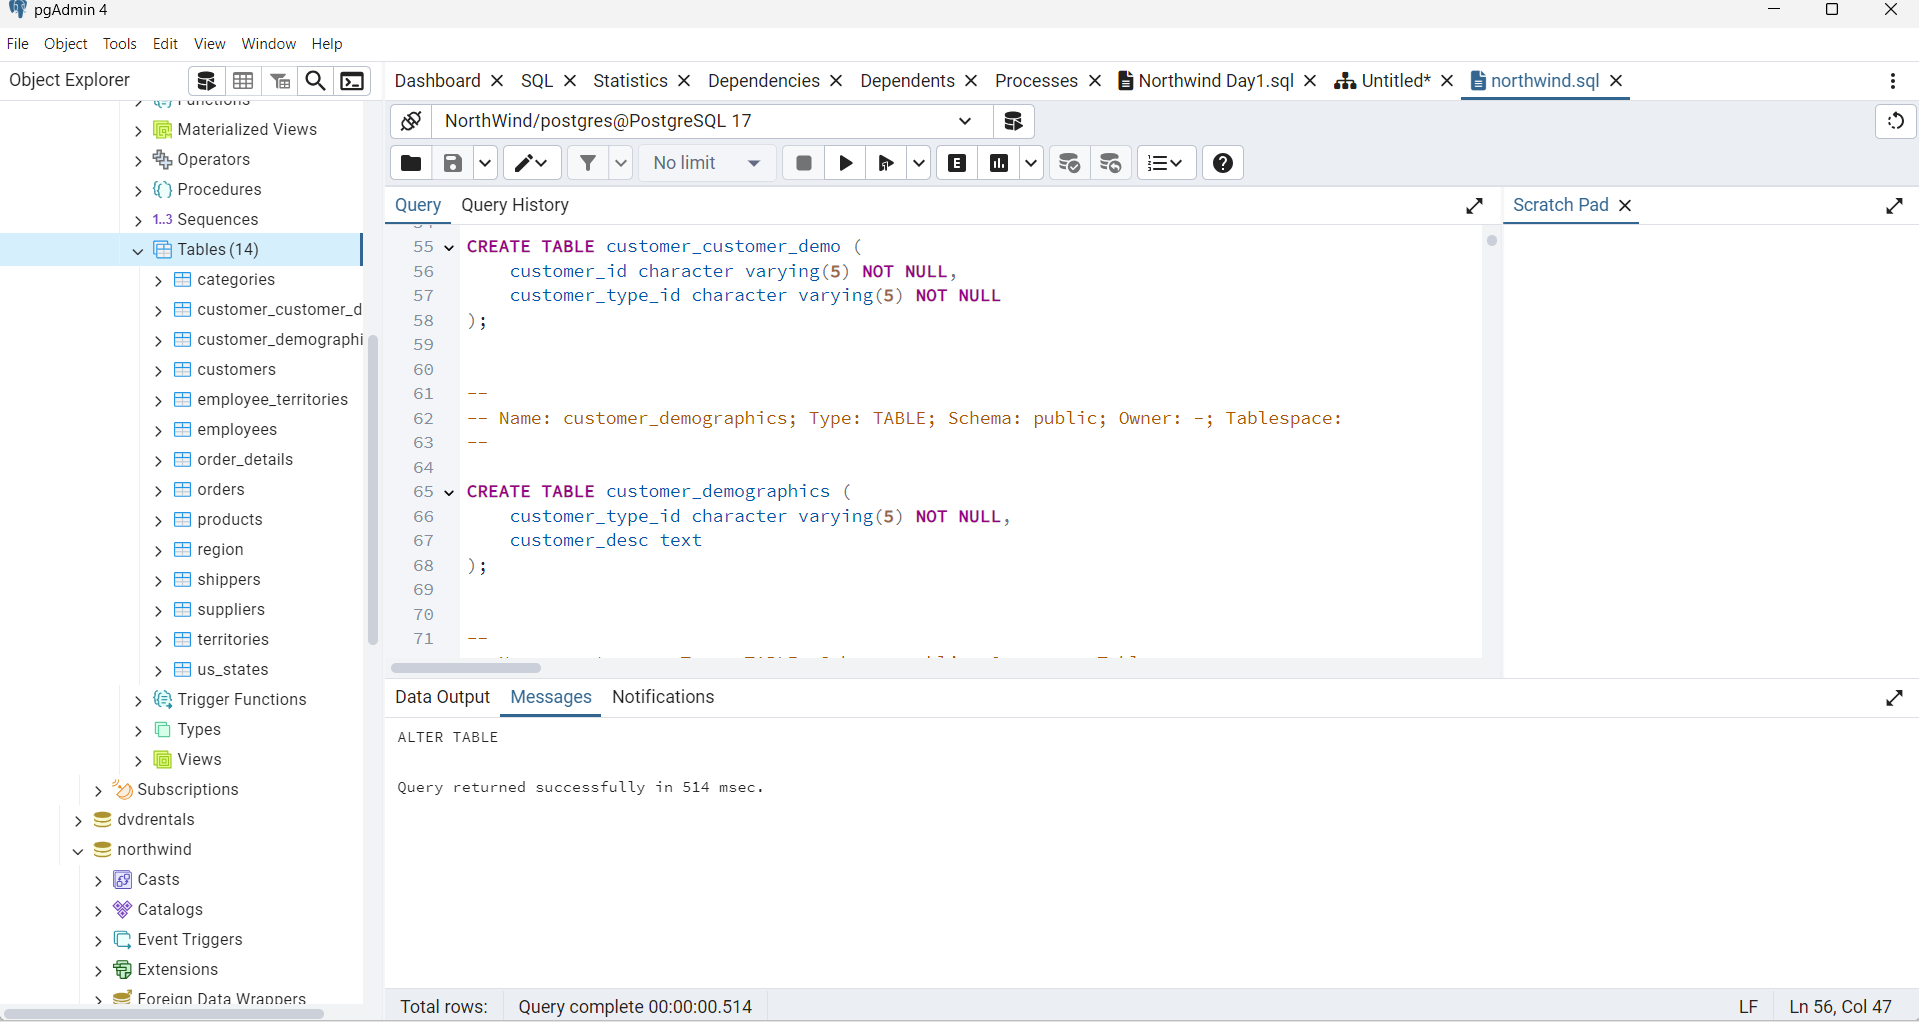 pgAdmin 4
File Object Tools Edit View Window Help
Object Explorer
Dashboard SQL Statistics Dependencies Dependents Processes Northwind Day1.sql Untitled* northwind.sql
NorthWind/postgres@PostgreSQL 17
No limit
E
Query Query History
Scratch Pad
Functions
Materialized Views
Operators
Procedures
1..3 Sequences
Tables (14)
categories
customer_customer_d
customer_demographi
customers
employee_territories
employees
order_details
orders
products
region
shippers
suppliers
territories
us_states
Trigger Functions
Types
Views
Subscriptions
dvdrentals
northwind
Casts
Catalogs
Event Triggers
Extensions
Foreign Data Wrappers
55 CREATE TABLE customer_customer_demo (
56 customer_id character varying(5) NOT NULL,
57 customer_type_id character varying(5) NOT NULL
58 );
59
60
61 --
62 -- Name: customer_demographics; Type: TABLE; Schema: public; Owner: -; Tablespace:
63 --
64
65 CREATE TABLE customer_demographics (
66 customer_type_id character varying(5) NOT NULL,
67 customer_desc text
68 );
69
70
71 --
Data Output Messages Notifications
ALTER TABLE
Query returned successfully in 514 msec.
Total rows: Query complete 00:00:00.514
LF Ln 56, Col 47